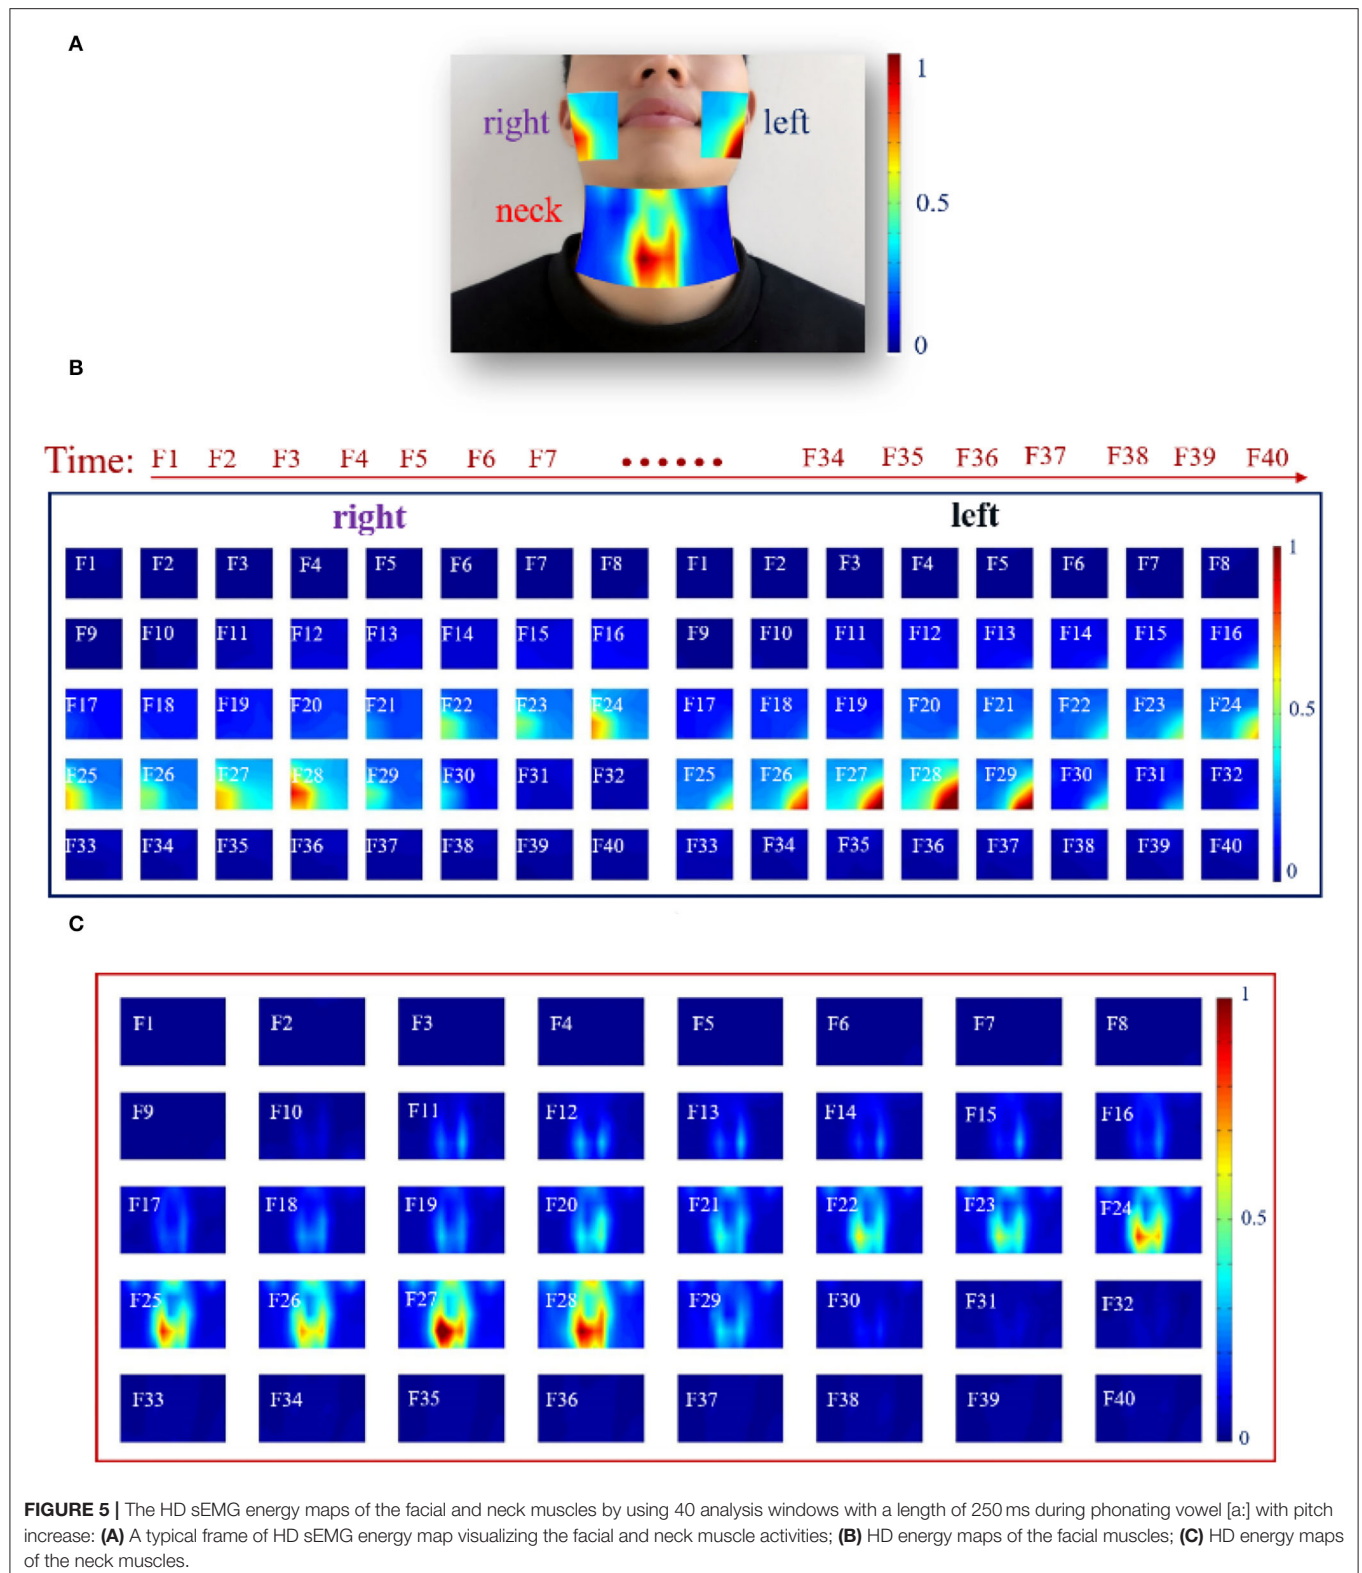 A
right
left
neck
1
0.5
0
B
Time: F1 F2 F3 F4 F5 F6 F7 ...... F34 F35 F36 F37 F38 F39 F40
right left
F1 F2 F3 F4 F5 F6 F7 F8 F1 F2 F3 F4 F5 F6 F7 F8
F9 F10 F11 F12 F13 F14 F15 F16 F9 F10 F11 F12 F13 F14 F15 F16
F17 F18 F19 F20 F21 F22 F23 F24 F17 F18 F19 F20 F21 F22 F23 F24
F25 F26 F27 F28 F29 F30 F31 F32 F25 F26 F27 F28 F29 F30 F31 F32
F33 F34 F35 F36 F37 F38 F39 F40 F33 F34 F35 F36 F37 F38 F39 F40
1
0.5
0
C
F1 F2 F3 F4 F5 F6 F7 F8
F9 F10 F11 F12 F13 F14 F15 F16
F17 F18 F19 F20 F21 F22 F23 F24
F25 F26 F27 F28 F29 F30 F31 F32
F33 F34 F35 F36 F37 F38 F39 F40
1
0.5
0
FIGURE 5 | The HD sEMG energy maps of the facial and neck muscles by using 40 analysis windows with a length of 250 ms during phonating vowel [a:] with pitch
increase: (A) A typical frame of HD sEMG energy map visualizing the facial and neck muscle activities; (B) HD energy maps of the facial muscles; (C) HD energy maps
of the neck muscles.